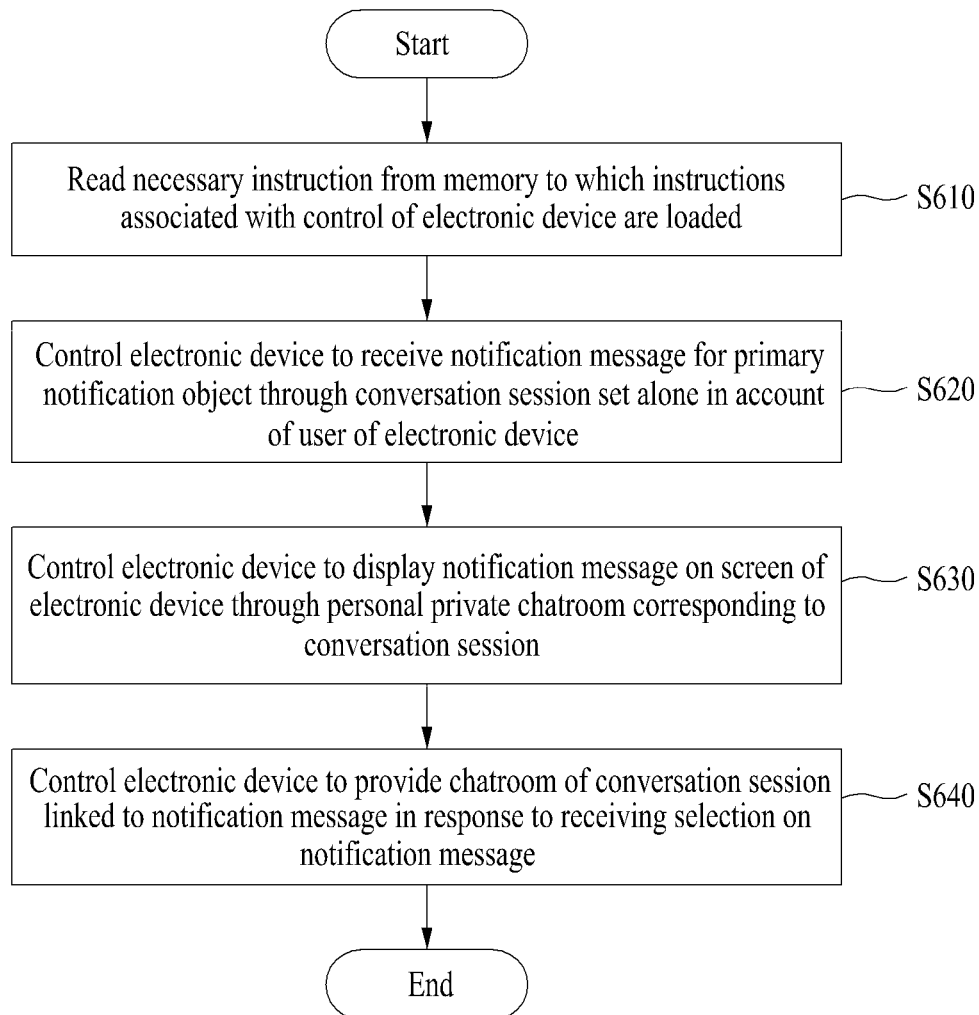 Start
Read necessary instruction from memory to which instructions
associated with control of electronic device are loaded
S610
Control electronic device to receive notification message for primary
notification object through conversation session set alone in account
of user of electronic device
S620
Control electronic device to display notification message on screen of
electronic device through personal private chatroom corresponding to
conversation session
S630
Control electronic device to provide chatroom of conversation session
linked to notification message in response to receiving selection on
notification message
S640
End